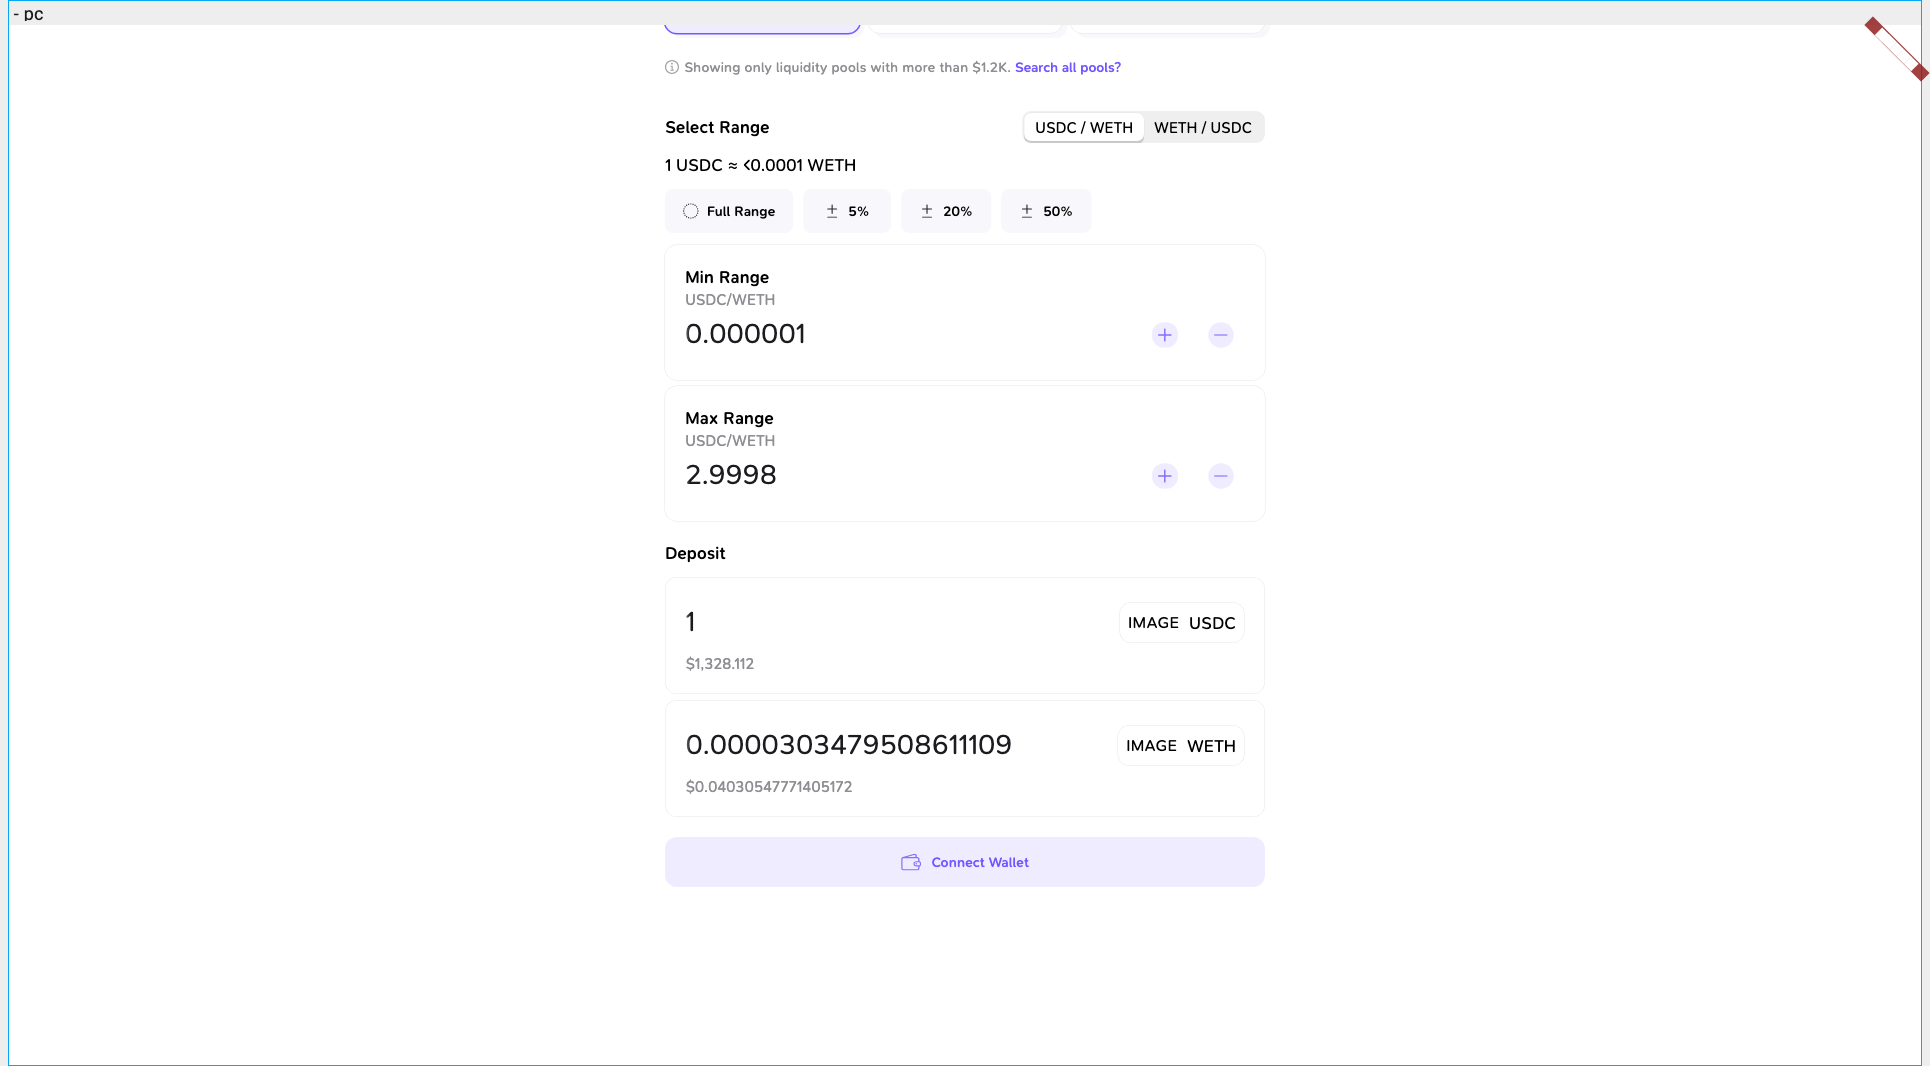 - pc
Showing only liquidity pools with more than $1.2K. Search all pools?
Select Range
USDC / WETH
WETH / USDC
1 USDC ≈ <0.0001 WETH
Full Range
± 5%
± 20%
± 50%
Min Range
USDC/WETH
0.000001
Max Range
USDC/WETH
2.9998
Deposit
1
IMAGE USDC
$1,328.112
0.0000303479508611109
IMAGE WETH
$0.04030547771405172
Connect Wallet